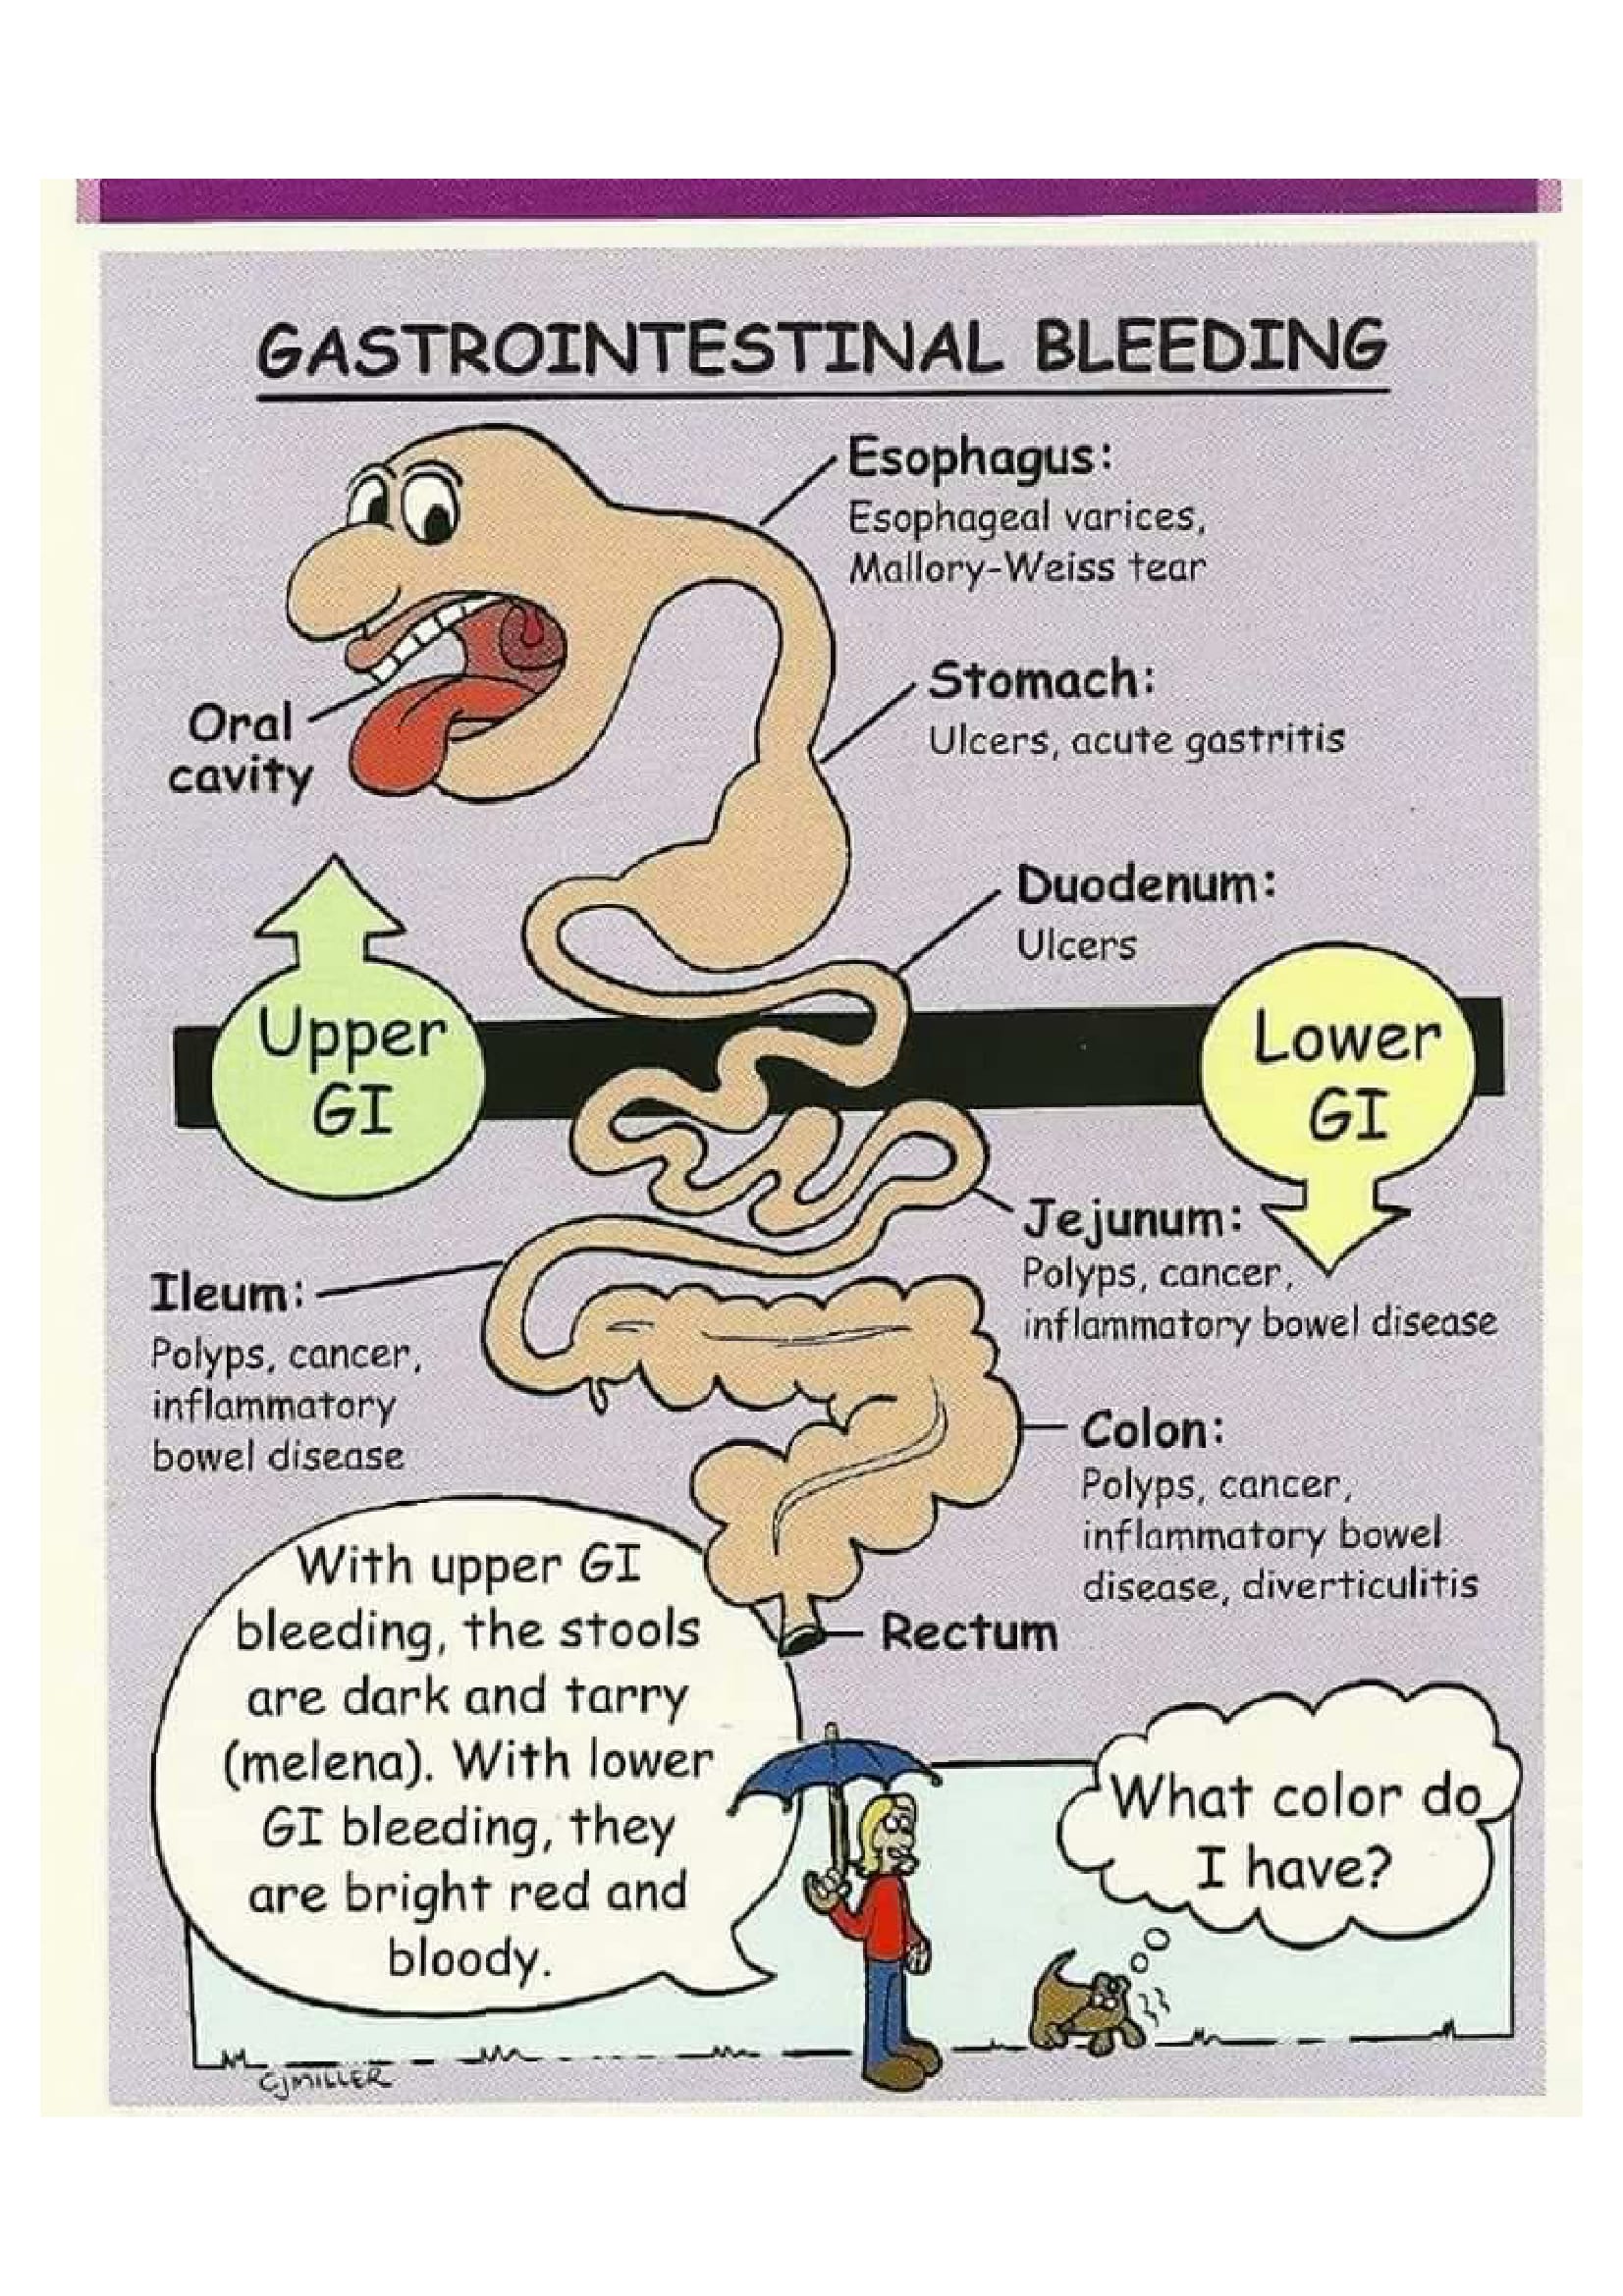 GASTROINTESTINAL BLEEDING
Esophagus:
Esophageal varices,
Mallory-Weiss tear
Stomach:
Ulcers, acute gastritis
Oral
cavity
Duodenum:
Ulcers
Upper
GI
Lower
GI
Jejunum:
Polyps, cancer,
inflammatory bowel disease
Ileum:
Polyps, cancer,
inflammatory
bowel disease
Colon:
Polyps, cancer,
inflammatory bowel
disease, diverticulitis
Rectum
With upper GI
bleeding, the stools
are dark and tarry
(melena). With lower
GI bleeding, they
are bright red and
bloody.
What color do
I have?
CJMILLER